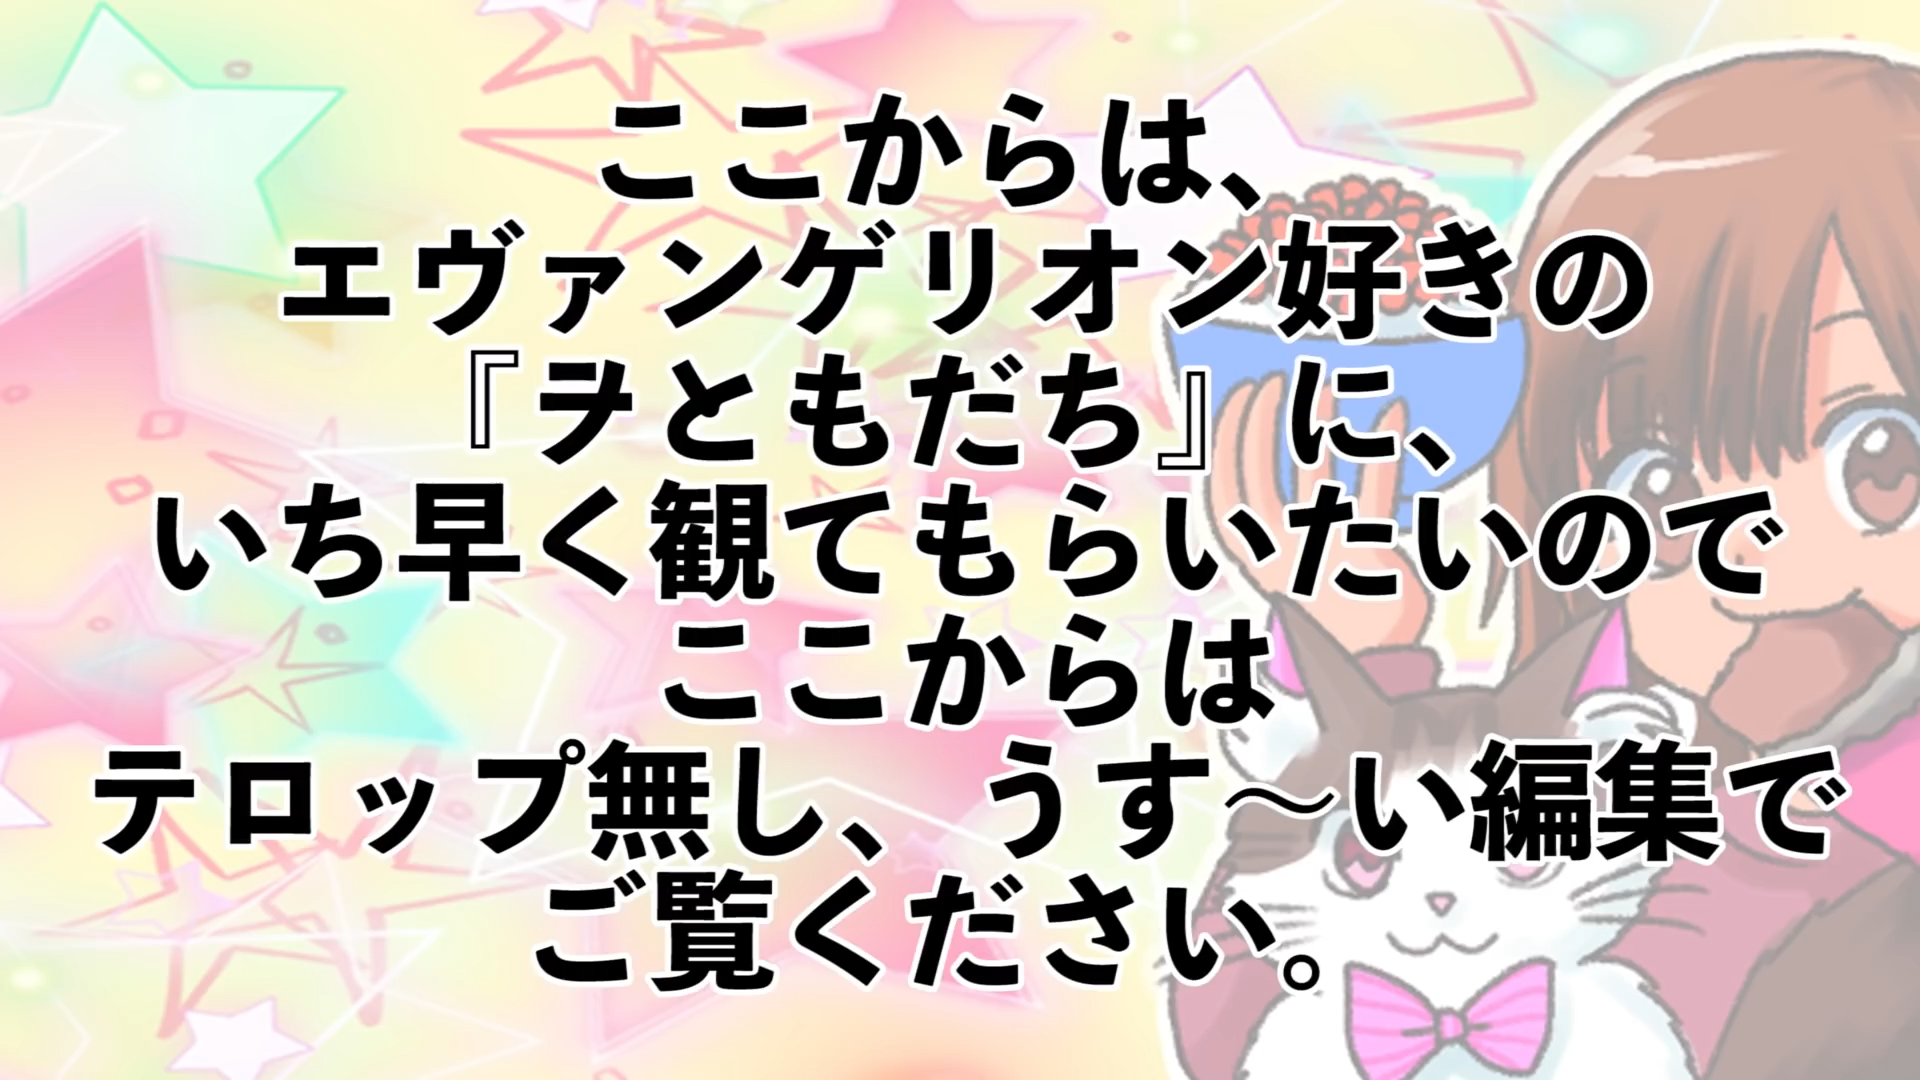 ここからは、
エヴァンゲリオン好きの
『ヲともだち』に、
いち早く観てもらいたいので
ここからは
テロップ無し、うす～い編集で
ご覧ください。